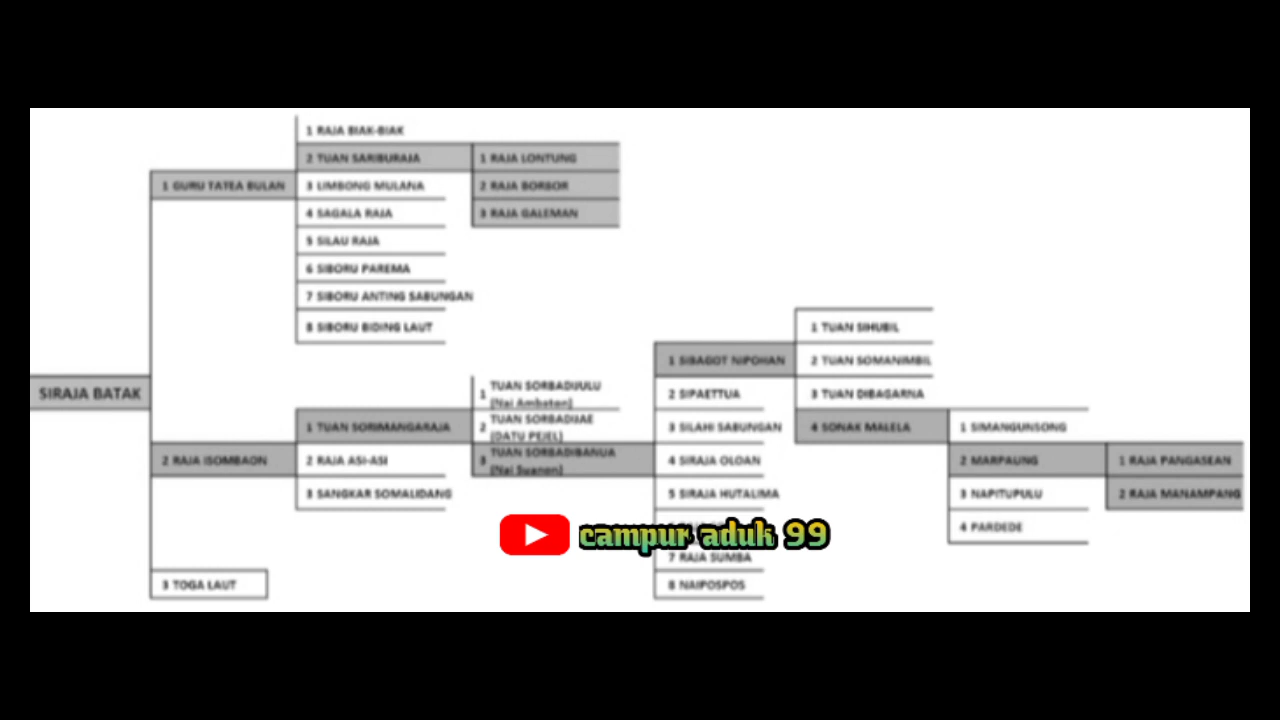 1 RAJA BIAK-BIAK
2 TUAN SARIBURAJA
1 RAJA LONTUNG
1 GURU TATEA BULAN
3 LIMBONG MULANA
2 RAJA BORBOR
4 SAGALA RAJA
3 RAJA GALEMAN
5 SILAU RAJA
6 SIBORU PAREMA
7 SIBORU ANTING SABUNGAN
8 SIBORU BIDING LAUT
1 TUAN SIHUBIL
1 SIBAGOT NIPOHAN
2 TUAN SOMANIMBIL
SIRAJA BATAK
1 TUAN SORBADIJULU
(Nai Ambaton)
2 SIPAETTUA
3 TUAN DIBAGARNA
1 TUAN SORIMANGARAJA
2 TUAN SORBADIJAE
(DATU PEJEL)
3 SILAHI SABUNGAN
4 SONAK MALELA
1 SIMANGUNSONG
2 RAJA ISOMBAON
2 RAJA ASI-ASI
3 TUAN SORBADIBANUA
(Nai Suanon)
4 SIRAJA OLOAN
2 MARPAUNG
1 RAJA PANGASEAN
3 SANGKAR SOMALIDANG
5 SIRAJA HUTALIMA
3 NAPITUPULU
2 RAJA MANAMPANG
campur aduk 99
4 PARDEDE
7 RAJA SUMBA
3 TOGA LAUT
8 NAIPOSPOS